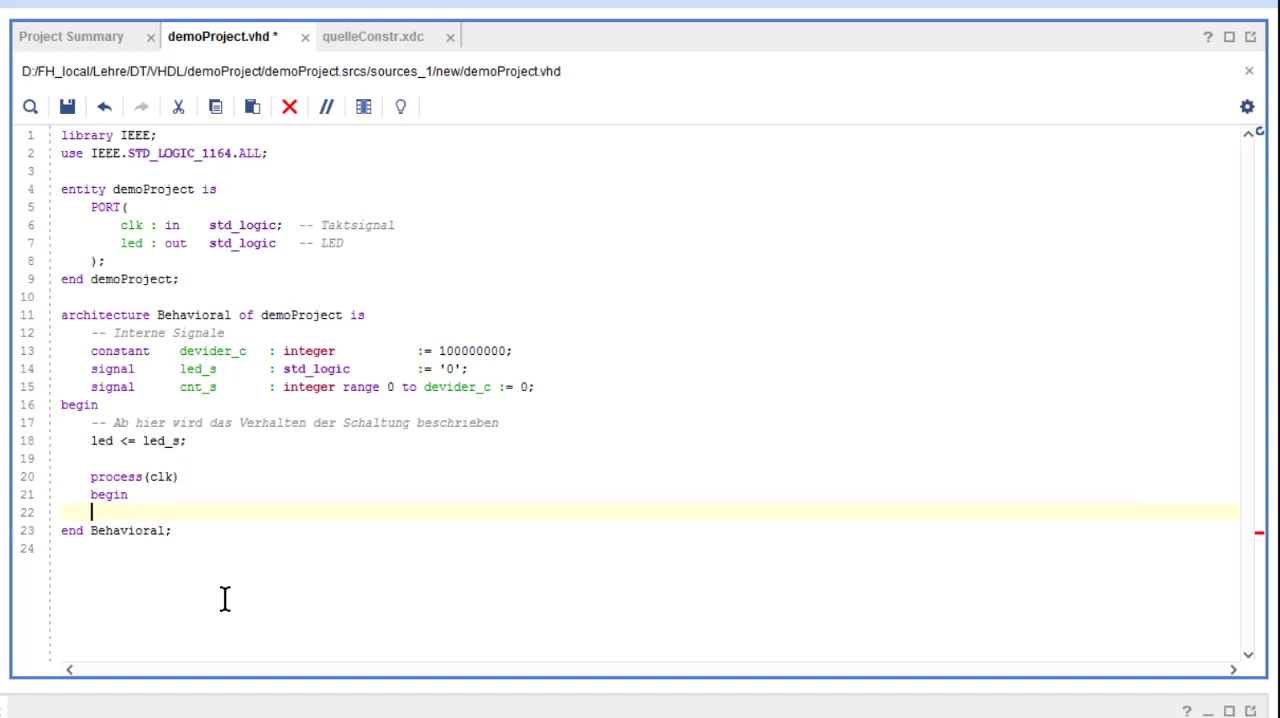 Project Summary demoProject.vhd * quelleConstr.xdc
D:/FH_local/Lehre/DT/VHDL/demoProject/demoProject.srcs/sources_1/new/demoProject.vhd
1 library IEEE;
2 use IEEE.STD_LOGIC_1164.ALL;
3
4 entity demoProject is
5 PORT(
6 clk : in std_logic; -- Taktsignal
7 led : out std_logic -- LED
8 );
9 end demoProject;
10
11 architecture Behavioral of demoProject is
12 -- Interne Signale
13 constant devider_c : integer := 100000000;
14 signal led_s : std_logic := '0';
15 signal cnt_s : integer range 0 to devider_c := 0;
16 begin
17 -- Ab hier wird das Verhalten der Schaltung beschrieben
18 led <= led_s;
19
20 process(clk)
21 begin
22
23 end Behavioral;
24